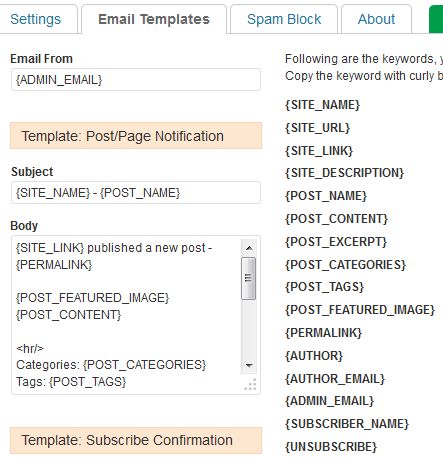 Settings
Email Templates
Spam Block
About
Email From
{ADMIN_EMAIL}
Template: Post/Page Notification
Subject
{SITE_NAME} - {POST_NAME}
Body
{SITE_LINK} published a new post -
{PERMALINK}
{POST_FEATURED_IMAGE}
{POST_CONTENT}
<hr/>
Categories: {POST_CATEGORIES}
Tags: {POST_TAGS}
Template: Subscribe Confirmation
Following are the keywords,
Copy the keyword with curly
{SITE_NAME}
{SITE_URL}
{SITE_LINK}
{SITE_DESCRIPTION}
{POST_NAME}
{POST_CONTENT}
{POST_EXCERPT}
{POST_CATEGORIES}
{POST_TAGS}
{POST_FEATURED_IMAGE}
{PERMALINK}
{AUTHOR}
{AUTHOR_EMAIL}
{ADMIN_EMAIL}
{SUBSCRIBER_NAME}
{UNSUBSCRIBE}